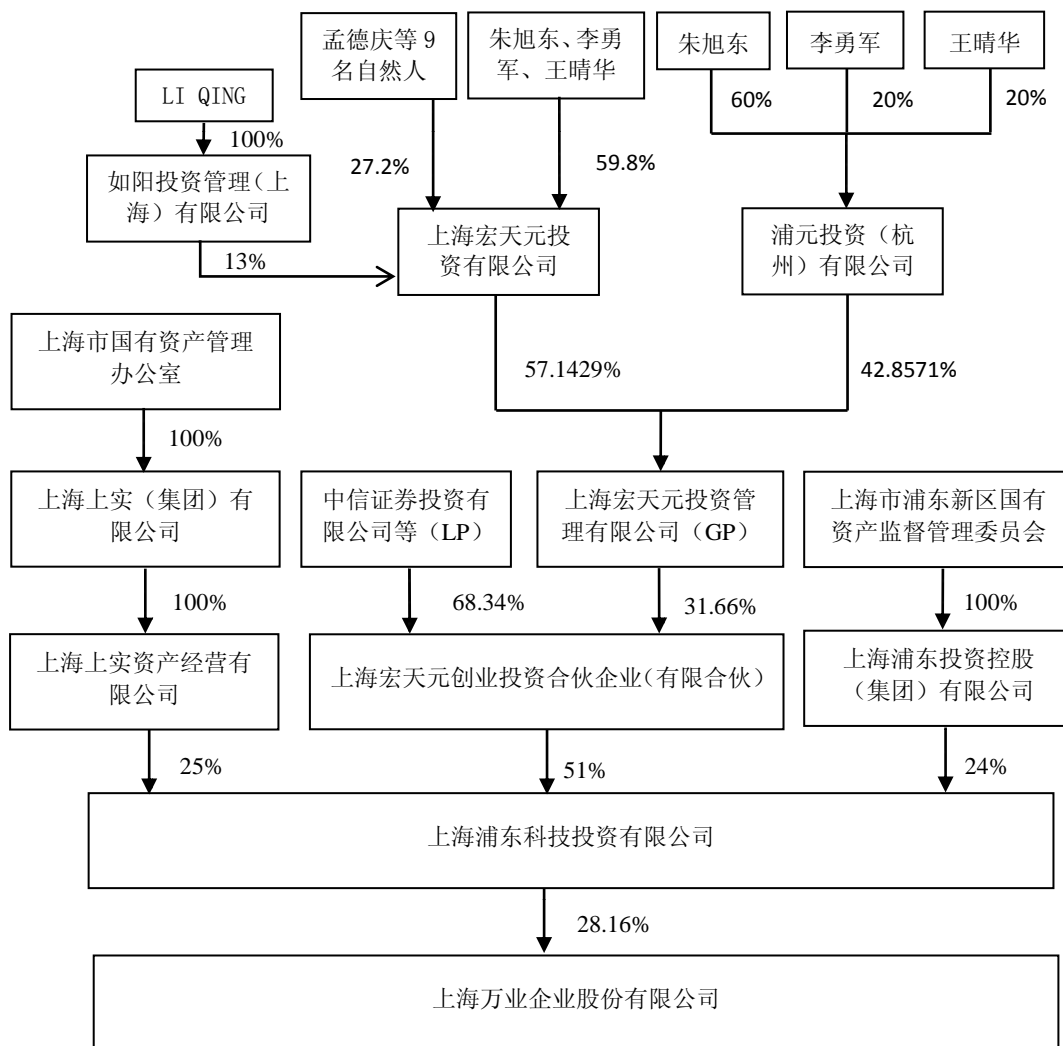 孟德庆等 9
名自然人
朱旭东、李勇
军、王晴华
朱旭东
李勇军
王晴华
LI QING
60%
20%
20%
100%
27.2%
59.8%
如阳投资管理（上
海）有限公司
上海宏天元投
资有限公司
浦元投资（杭
州）有限公司
13%
上海市国有资产管理
办公室
57.1429%
42.8571%
100%
上海上实（集团）有
限公司
中信证券投资有
限公司等（LP）
上海宏天元投资管
理有限公司（GP）
上海市浦东新区国有
资产监督管理委员会
100%
68.34%
31.66%
100%
上海上实资产经营有
限公司
上海宏天元创业投资合伙企业（有限合伙）
上海浦东投资控股
（集团）有限公司
25%
51%
24%
上海浦东科技投资有限公司
28.16%
上海万业企业股份有限公司